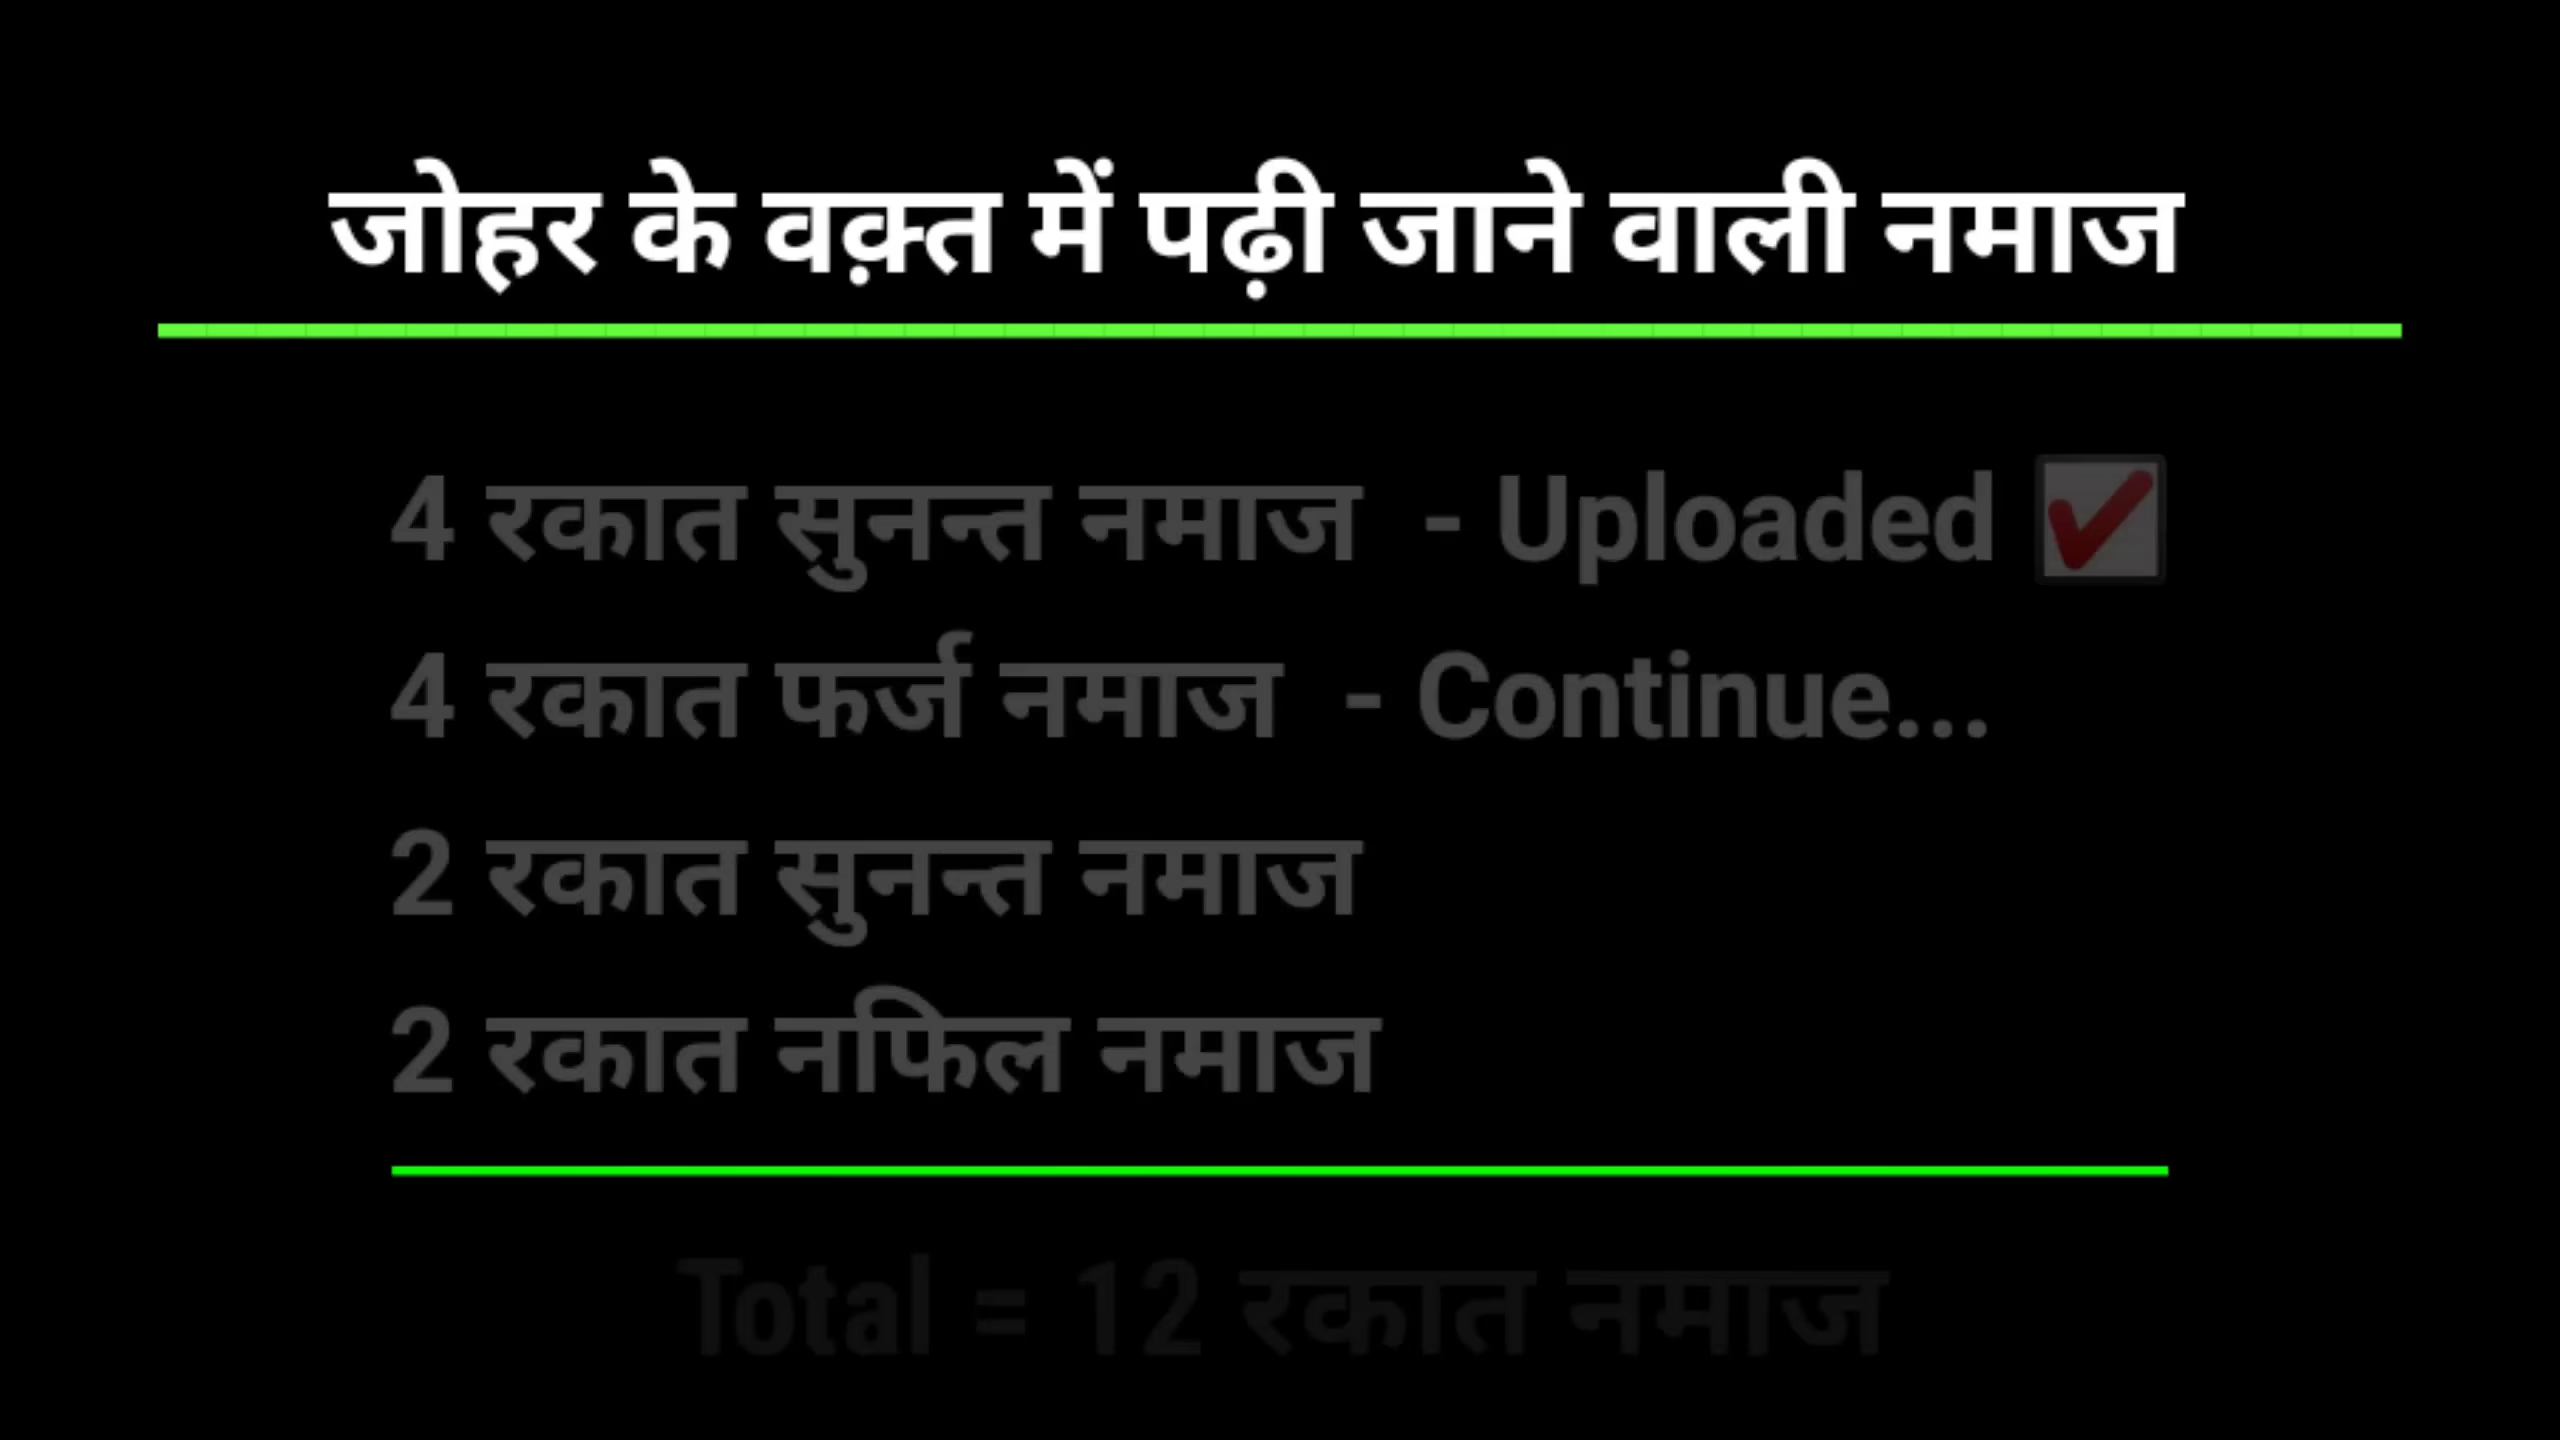 जोहर के वक़्त में पढ़ी जाने वाली नमाज
4 रकात सुनन्त नमाज - Uploaded ☑
4 रकात फर्ज नमाज - Continue...
2 रकात सुनन्त नमाज
2 रकात नफिल नमाज
Total = 12 रकात नमाज